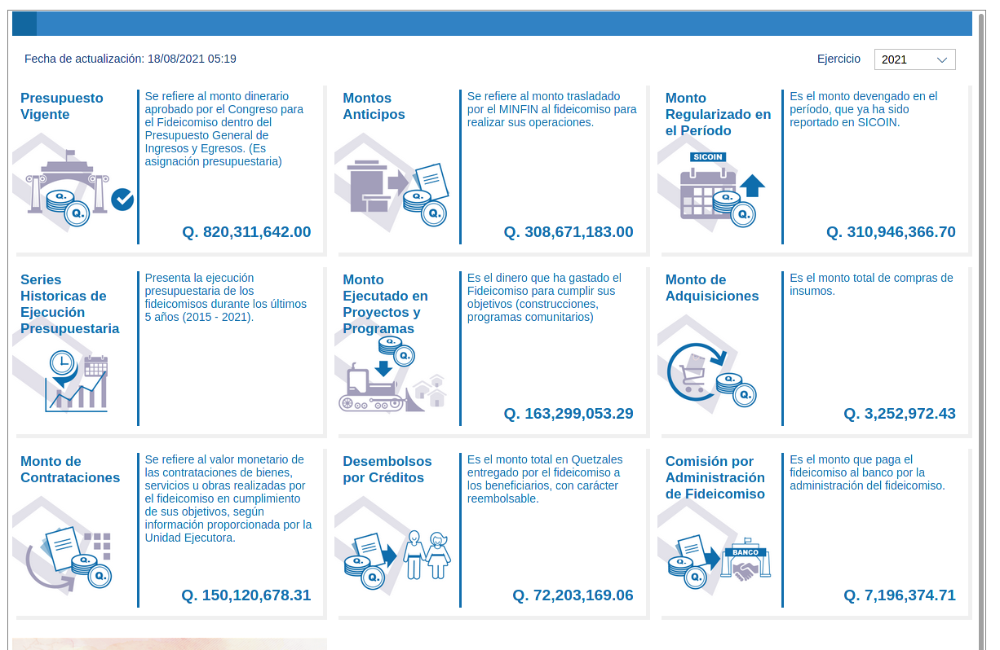 Fecha de actualización: 18/08/2021 05:19
Ejercicio
2021
Presupuesto
Vigente
Se refiere al monto dinerario
aprobado por el Congreso para
el Fideicomiso dentro del
Presupuesto General de
Ingresos y Egresos. (Es
asignación presupuestaria)
Q.
Q.
Q. 820,311,642.00
Montos
Anticipos
Se refiere al monto trasladado
por el MINFIN al fideicomiso para
realizar sus operaciones.
Q.
Q.
Q. 308,671,183.00
Monto
Regularizado en
el Período
Es el monto devengado en el
período, que ya ha sido
reportado en SICOIN.
SICOIN
Q.
Q.
Q. 310,946,366.70
Series
Historicas de
Ejecución
Presupuestaria
Presenta la ejecución
presupuestaria de los
fideicomisos durante los últimos
5 años (2015 - 2021).
Monto
Ejecutado en
Proyectos y
Programas
Es el dinero que ha gastado el
Fideicomiso para cumplir sus
objetivos (construcciones,
programas comunitarios)
Q.
Q.
Q. 163,299,053.29
Monto de
Adquisiciones
Es el monto total de compras de
insumos.
Q.
Q.
Q. 3,252,972.43
Monto de
Contrataciones
Se refiere al valor monetario de
las contrataciones de bienes,
servicios u obras realizadas por
el fideicomiso en cumplimiento
de sus objetivos, según
información proporcionada por la
Unidad Ejecutora.
Q.
Q.
Q. 150,120,678.31
Desembolsos
por Créditos
Es el monto total en Quetzales
entregado por el fideicomiso a
los beneficiarios, con carácter
reembolsable.
Q.
Q.
Q. 72,203,169.06
Comisión por
Administración
de Fideicomiso
Es el monto que paga el
fideicomiso al banco por la
administración del fideicomiso.
BANCO
Q.
Q.
Q. 7,196,374.71